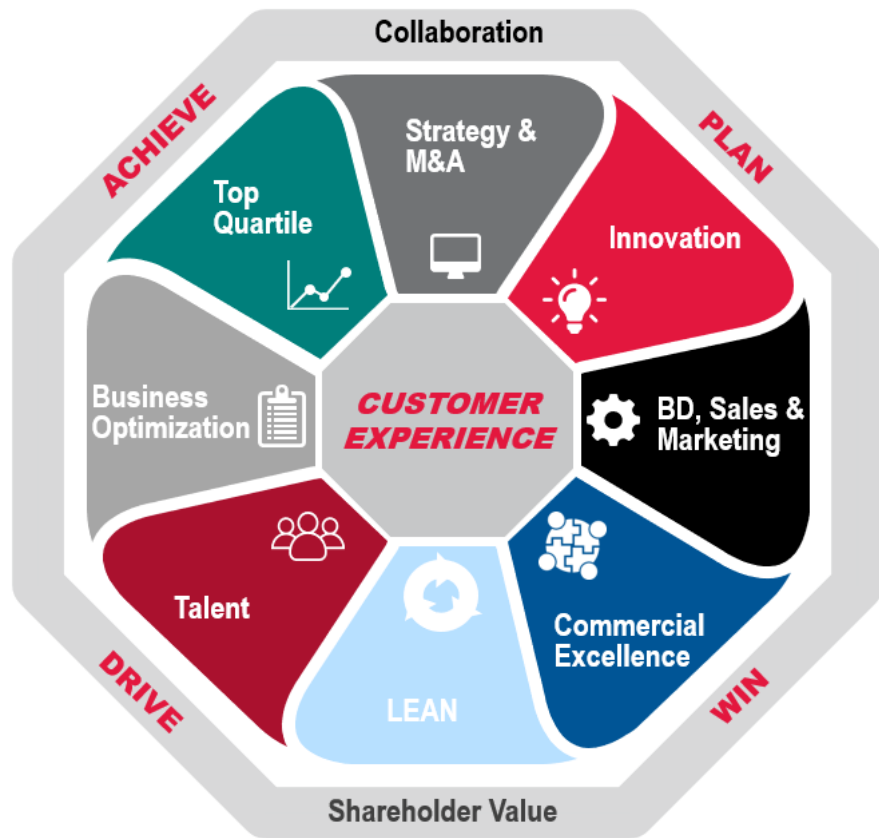 Collaboration
ACHIEVE
PLAN
Strategy &
M&A
Top
Quartile
Innovation
Business
Optimization
CUSTOMER
EXPERIENCE
BD, Sales &
Marketing
Talent
Commercial
Excellence
LEAN
DRIVE
WIN
Shareholder Value